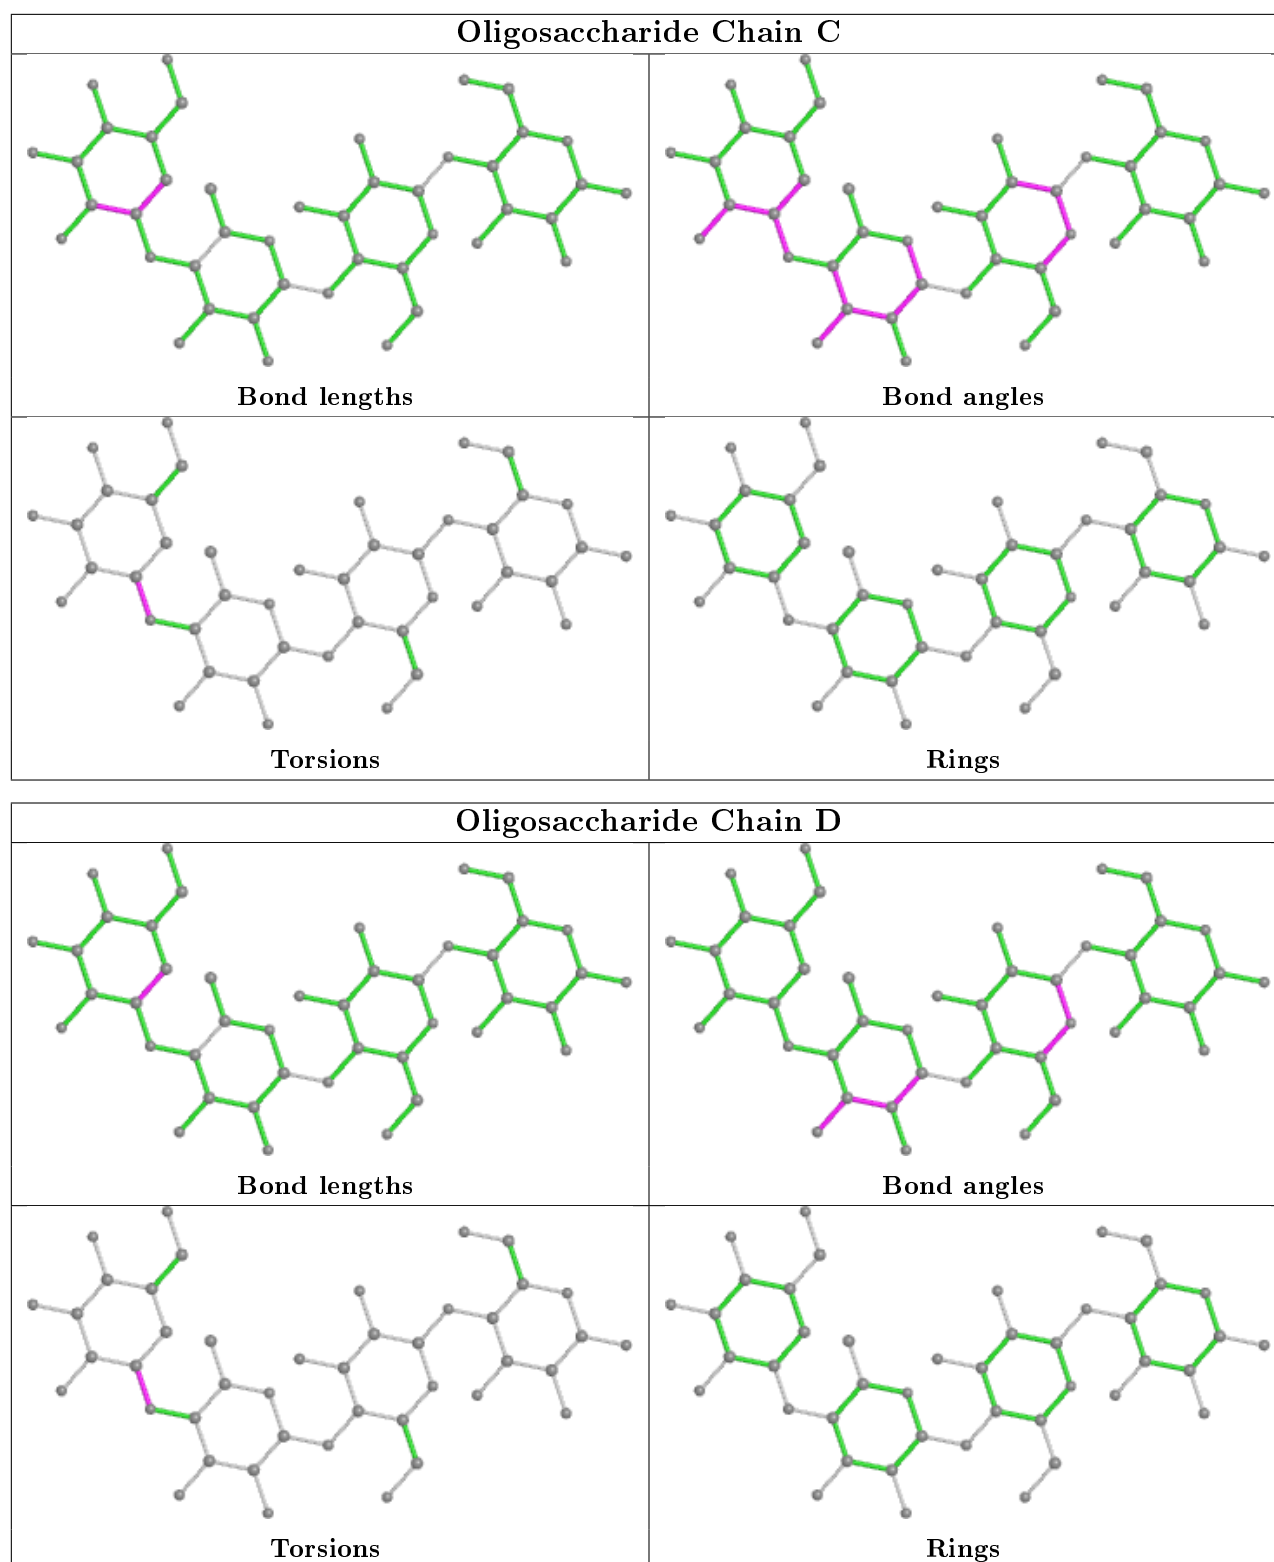 Oligosaccharide Chain C
Bond lengths
Bond angles
Torsions
Rings
Oligosaccharide Chain D
Bond lengths
Bond angles
Torsions
Rings